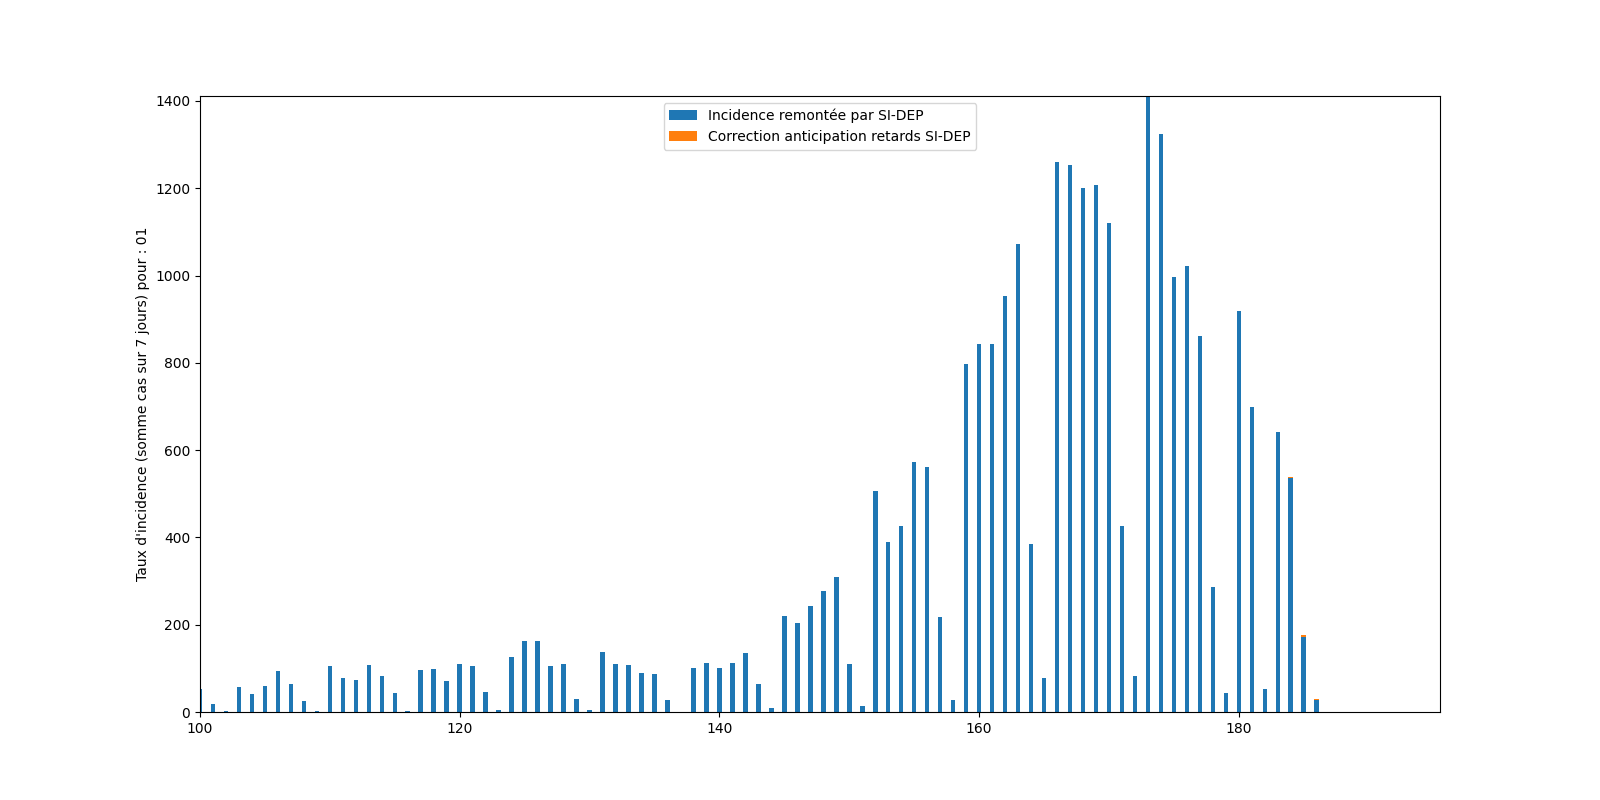 Incidence remontée par SI-DEP
Correction anticipation retards SI-DEP
Taux d'incidence (somme cas sur 7 jours) pour : 01
1400
1200
1000
800
600
400
200
0
100 120 140 160 180